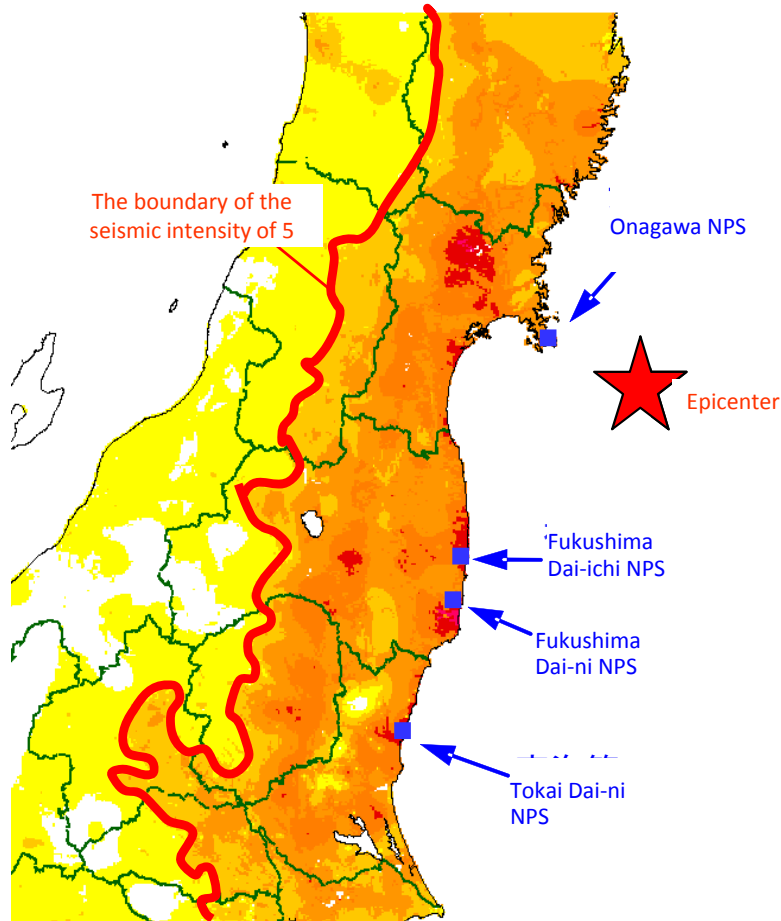 The boundary of the
seismic intensity of 5
Onagawa NPS
Epicenter
Fukushima
Dai-ichi NPS
Fukushima
Dai-ni NPS
Tokai Dai-ni
NPS